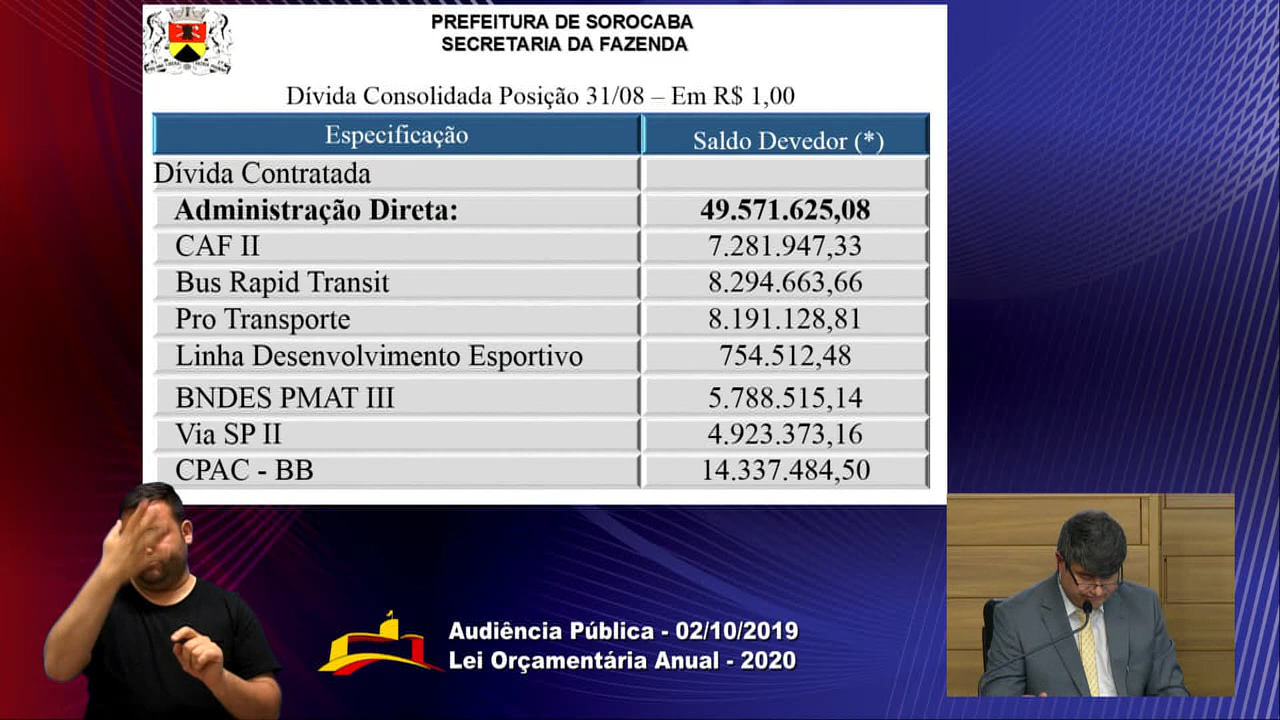 PREFEITURA DE SOROCABA
SECRETARIA DA FAZENDA
Dívida Consolidada Posição 31/08 – Em R$ 1,00
Especificação Saldo Devedor (*)
Dívida Contratada
Administração Direta: 49.571.625,08
CAF II 7.281.947,33
Bus Rapid Transit 8.294.663,66
Pro Transporte 8.191.128,81
Linha Desenvolvimento Esportivo 754.512,48
BNDES PMAT III 5.788.515,14
Via SP II 4.923.373,16
CPAC - BB 14.337.484,50
Audiência Pública - 02/10/2019
Lei Orçamentária Anual - 2020